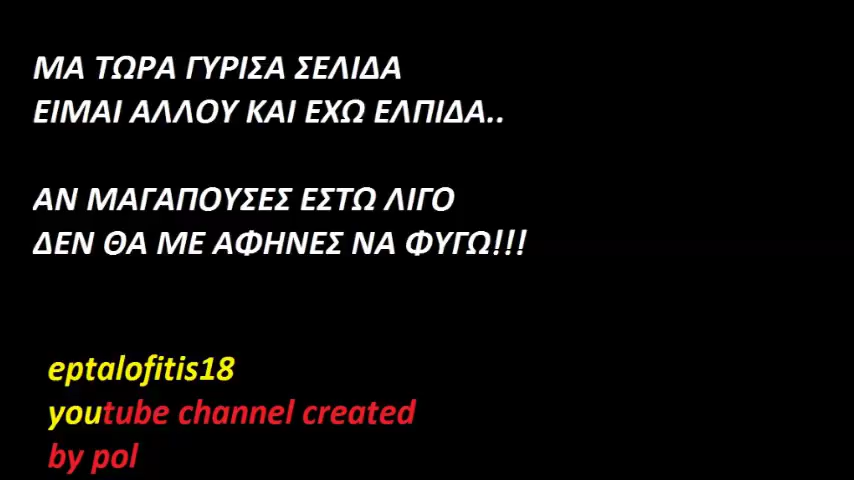 ΜΑ ΤΩΡΑ ΓΥΡΙΣΑ ΣΕΛΙΔΑ
ΕΙΜΑΙ ΑΛΛΟΥ ΚΑΙ ΕΧΩ ΕΛΠΙΔΑ..
ΑΝ ΜΑΓΑΠΟΥΣΕΣ ΕΣΤΩ ΛΙΓΟ
ΔΕΝ ΘΑ ΜΕ ΑΦΗΝΕΣ ΝΑ ΦΥΓΩ!!!
eptalofitis18
youtube channel created
by pol